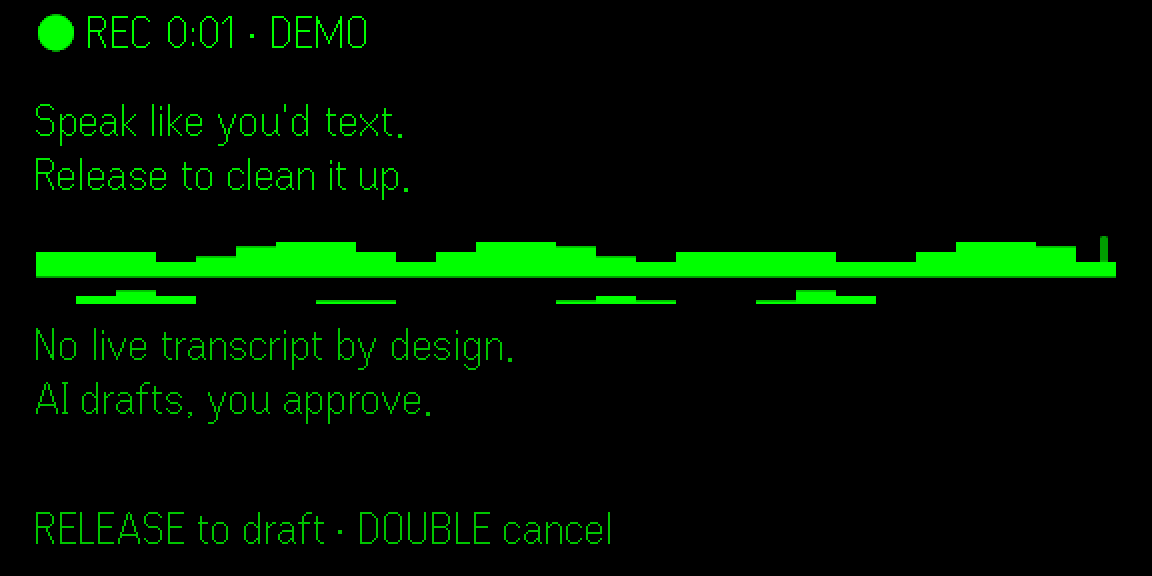 REC 0:01 · DEMO
Speak like you'd text.
Release to clean it up.
No live transcript by design.
AI drafts, you approve.
RELEASE to draft · DOUBLE cancel